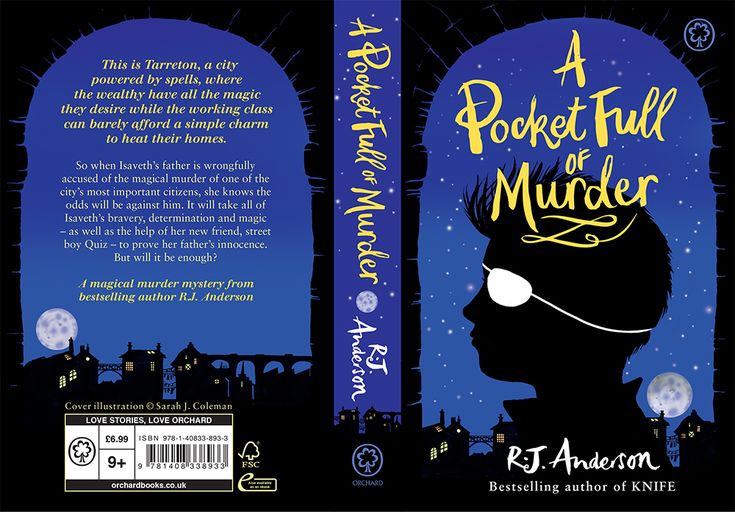 This is Tarreton, a city
powered by spells, where
the wealthy have all the magic
they desire while the working class
can barely afford a simple charm
to heat their homes.
So when Isaveth's father is wrongfully
accused of the magical murder of one of the
city's most important citizens, she knows the
odds will be against him. It will take all of
Isaveth's bravery, determination and magic
– as well as the help of her new friend, street
boy Quiz – to prove her father's innocence.
But will it be enough?
A magical murder mystery from
bestselling author R.J. Anderson
Cover illustration © Sarah J. Coleman
LOVE STORIES, LOVE ORCHARD
£6.99
9+
ISBN 978-1-40833-893-3
9 781408 338933
orchardbooks.co.uk
FSC
Also available
as an ebook
A Pocket Full of Murder
R.J.
Anderson
ORCHARD
A
Pocket Full
of
Murder
R.J. Anderson
Bestselling author of KNIFE